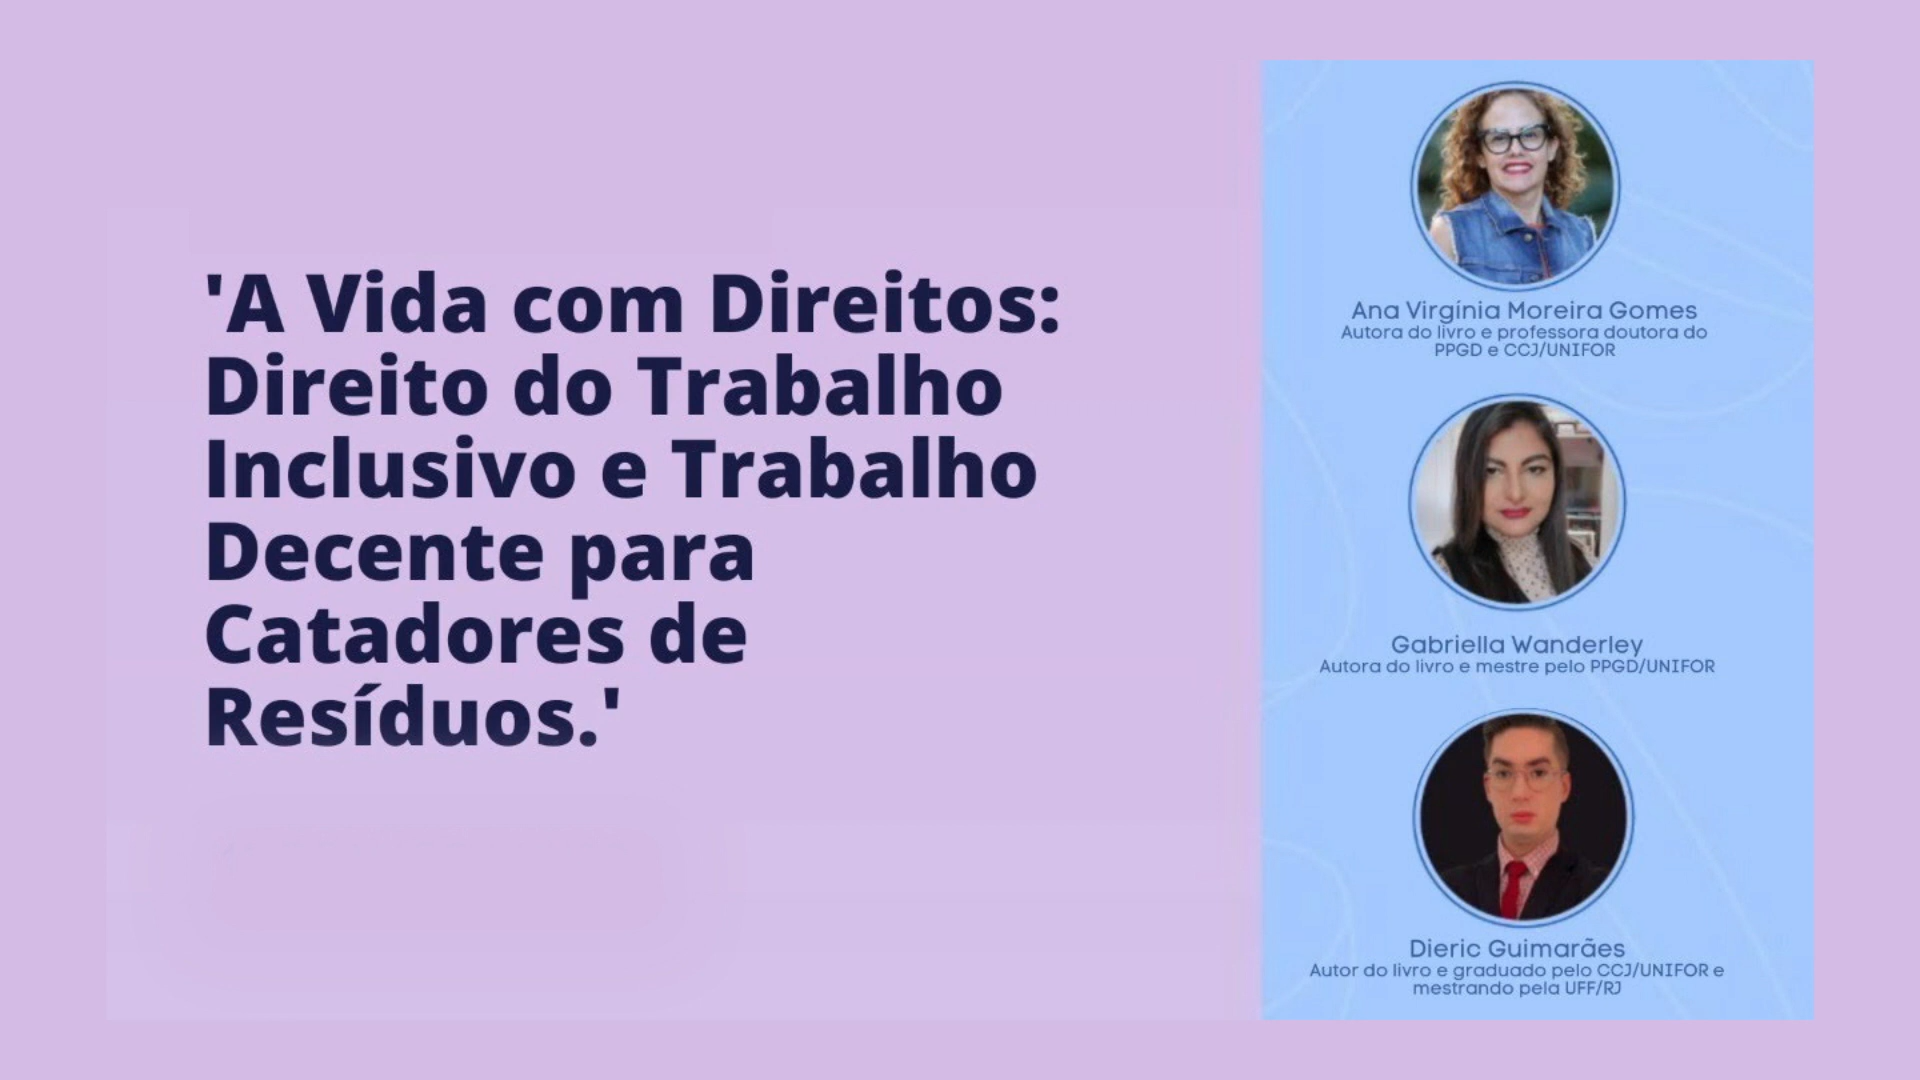 'A Vida com Direitos:
Direito do Trabalho
Inclusivo e Trabalho
Decente para
Catadores de
Resíduos.'
Ana Virgínia Moreira Gomes
Autora do livro e professora doutora do
PPGD e CCJ/UNIFOR
Gabriella Wanderley
Autora do livro e mestre pelo PPGD/UNIFOR
Dieric Guimarães
Autor do livro e graduado pelo CCJ/UNIFOR e
mestrando pela UFF/RJ